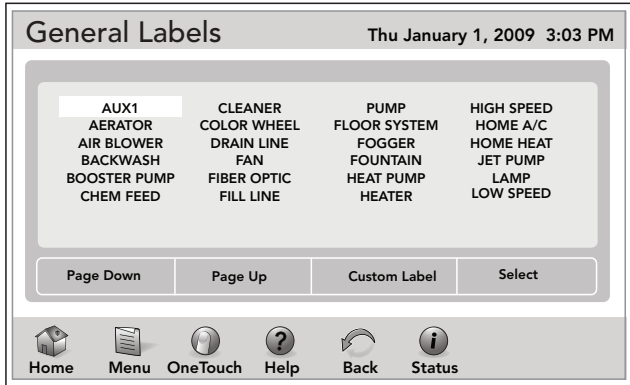 General Labels Thu January 1, 2009 3:03 PM
AUX1 CLEANER PUMP HIGH SPEED
AERATOR COLOR WHEEL FLOOR SYSTEM HOME A/C
AIR BLOWER DRAIN LINE FOGGER HOME HEAT
BACKWASH FAN FOUNTAIN JET PUMP
BOOSTER PUMP FIBER OPTIC HEAT PUMP LAMP
CHEM FEED FILL LINE HEATER LOW SPEED
Page Down Page Up Custom Label Select
? i
Home Menu OneTouch Help Back Status